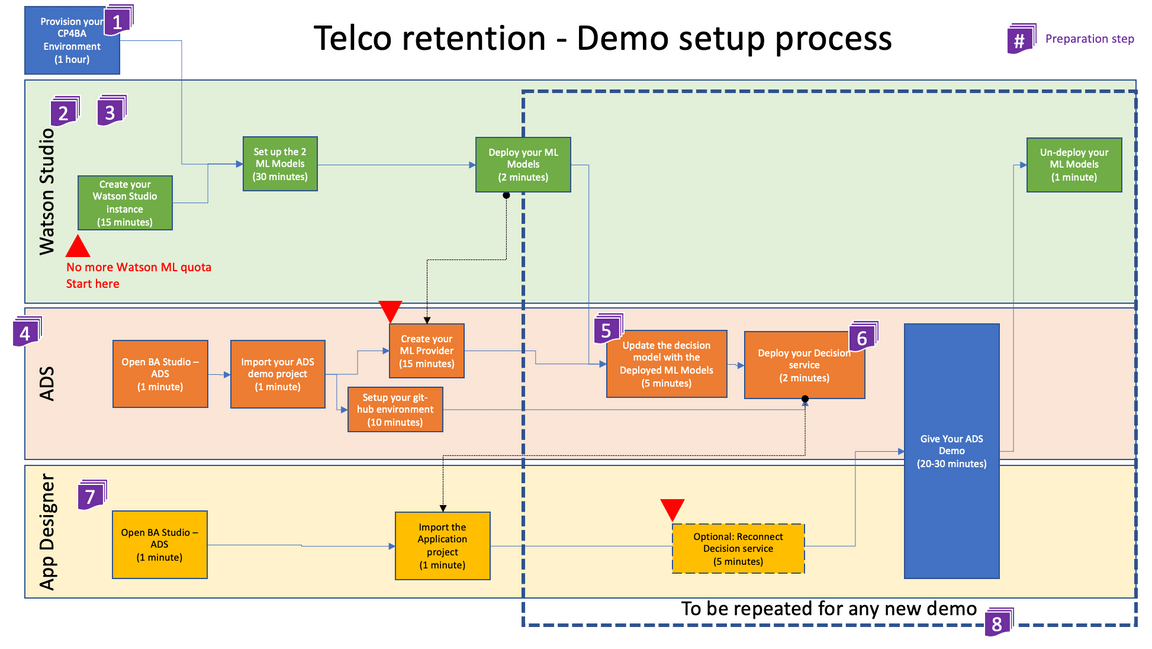 Telco retention - Demo setup process
Provision your
CP4BA
Environment
(1 hour)
1
#
Preparation step
Watson Studio
2
3
Create your
Watson Studio
instance
(15 minutes)
No more Watson ML quota
Start here
Set up the 2
ML Models
(30 minutes)
Deploy your ML
Models
(2 minutes)
Un-deploy your
ML Models
(1 minute)
ADS
4
Open BA Studio –
ADS
(1 minute)
Import your ADS
demo project
(1 minute)
Create your
ML Provider
(15 minutes)
Setup your git-
hub environment
(10 minutes)
5
Update the decision
model with the
Deployed ML Models
(5 minutes)
6
Deploy your Decision
service
(2 minutes)
Give Your ADS
Demo
(20-30 minutes)
App Designer
7
Open BA Studio –
ADS
(1 minute)
Import the
Application
project
(1 minute)
Optional: Reconnect
Decision service
(5 minutes)
To be repeated for any new demo
8